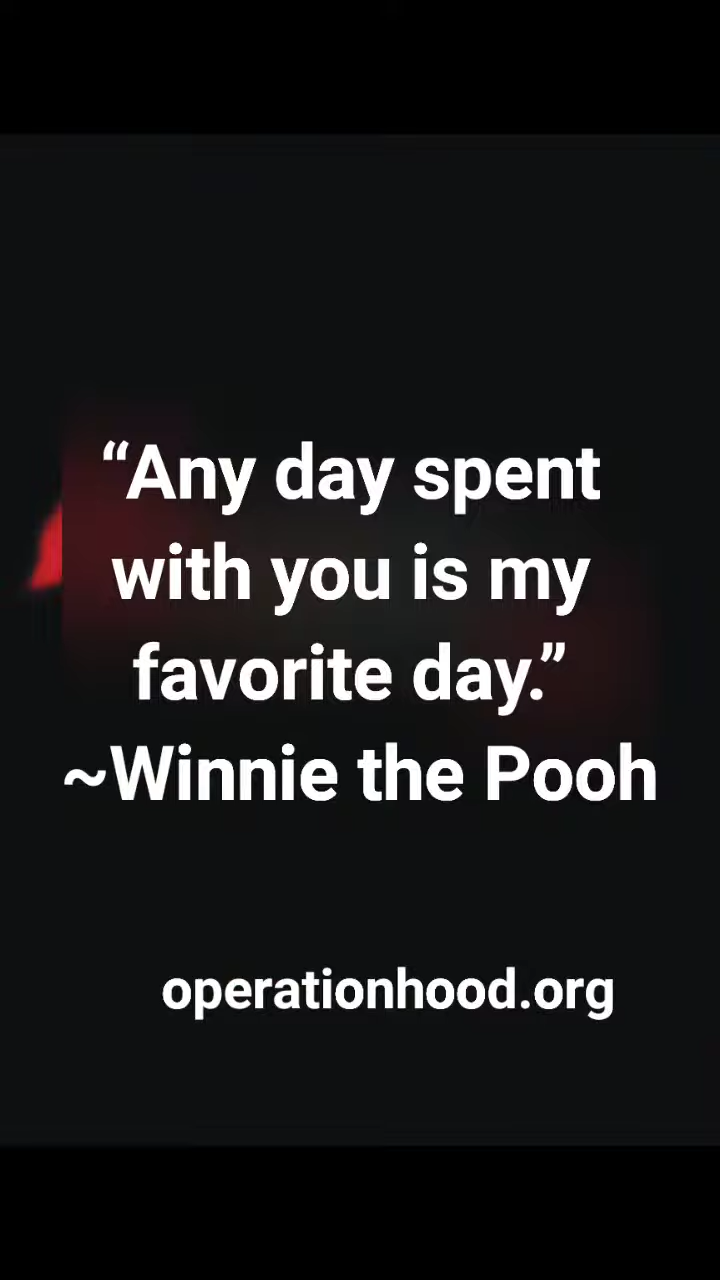 “Any day spent
with you is my
favorite day.”
~Winnie the Pooh
operationhood.org